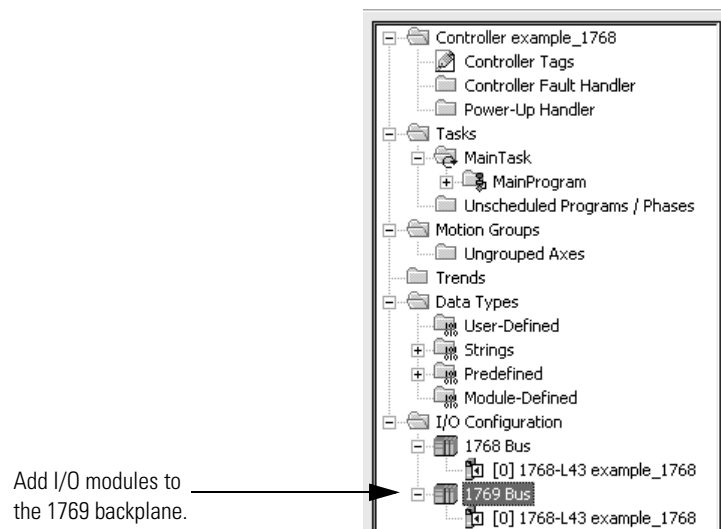 Controller example_1768
Controller Tags
Controller Fault Handler
Power-Up Handler
Tasks
MainTask
MainProgram
Unscheduled Programs / Phases
Motion Groups
Ungrouped Axes
Trends
Data Types
User-Defined
Strings
Predefined
Module-Defined
I/O Configuration
1768 Bus
[0] 1768-L43 example_1768
1769 Bus
[0] 1768-L43 example_1768
Add I/O modules to
the 1769 backplane.